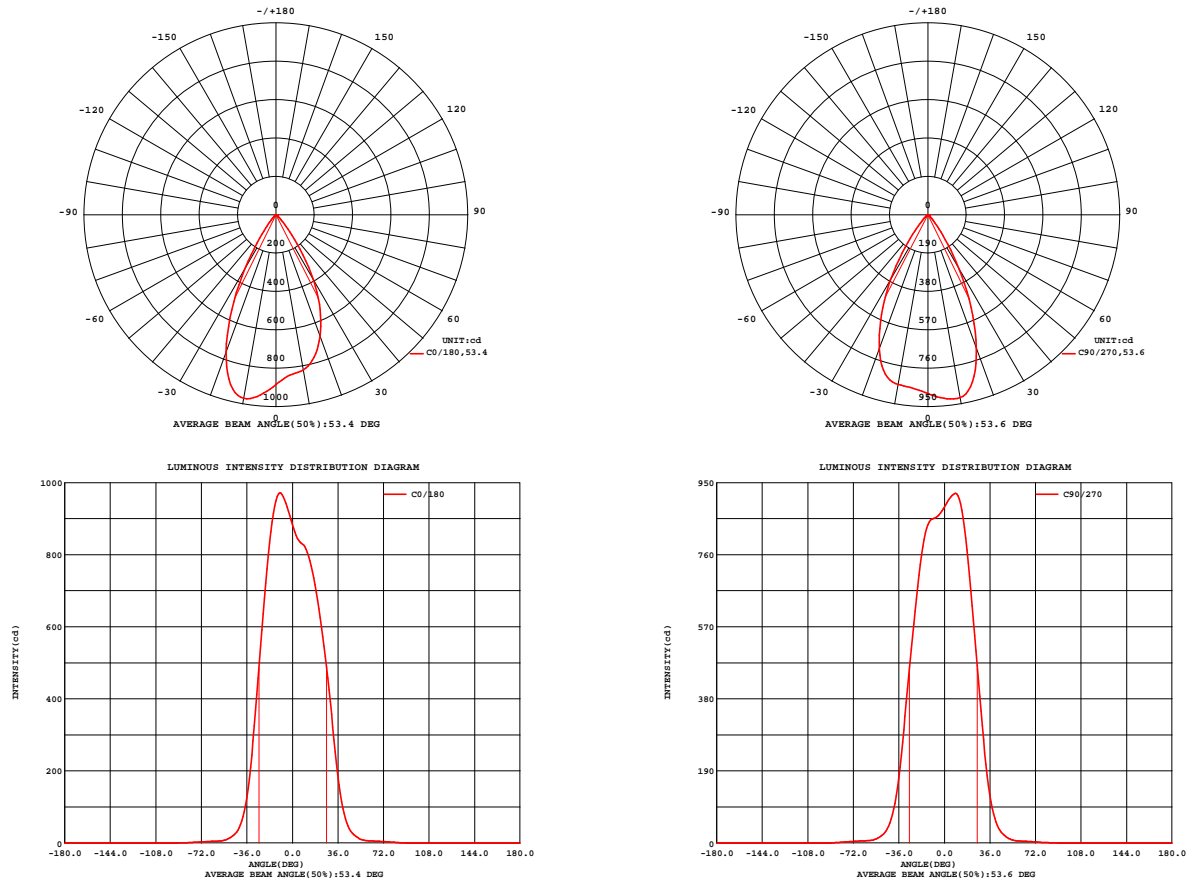 -/+180
-150
150
-120
120
-90
90
-60
60
-30
30
0
0
200
400
600
800
1000
UNIT:cd
C0/180,53.4
AVERAGE BEAM ANGLE(50%):53.4 DEG
-/+180
-150
150
-120
120
-90
90
-60
60
-30
30
0
0
190
380
570
760
950
UNIT:cd
C90/270,53.6
AVERAGE BEAM ANGLE(50%):53.6 DEG
LUMINOUS INTENSITY DISTRIBUTION DIAGRAM
C0/180
1000
800
600
400
200
0
INTENSITY(cd)
-180.0 -144.0 -108.0 -72.0 -36.0 0.0 36.0 72.0 108.0 144.0 180.0
ANGLE(DEG)
AVERAGE BEAM ANGLE(50%):53.4 DEG
LUMINOUS INTENSITY DISTRIBUTION DIAGRAM
C90/270
950
760
570
380
190
0
INTENSITY(cd)
-180.0 -144.0 -108.0 -72.0 -36.0 0.0 36.0 72.0 108.0 144.0 180.0
ANGLE(DEG)
AVERAGE BEAM ANGLE(50%):53.6 DEG